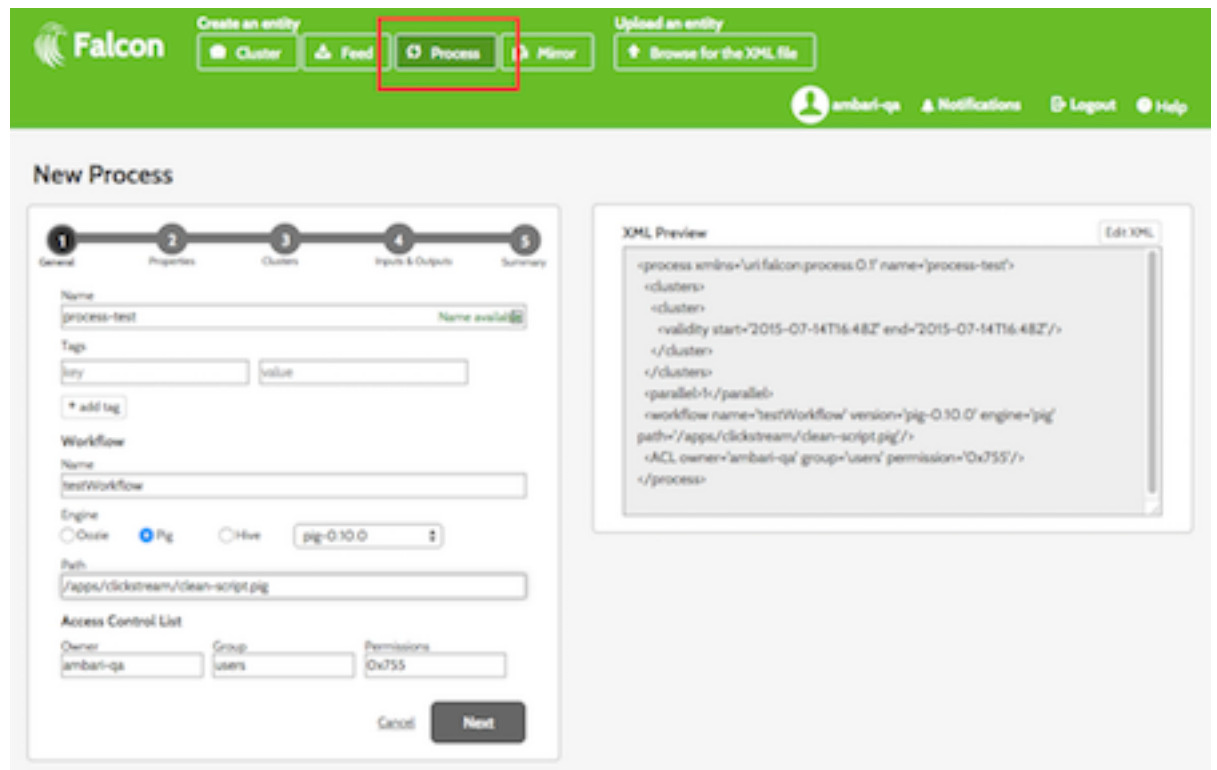 Falcon
Create an entity
Cluster
Feed
Process
Mirror
Upload an entity
Browse for the XML file
ambari-qa
Notifications
Logout
Help
New Process
1
2
3
4
5
General
Properties
Clusters
Inputs & Outputs
Summary
Name
process-test
Name available
Tags
key
value
+ add tag
Workflow
Name
testWorkflow
Engine
Oozie
Pig
Hive
pig-0.10.0
Path
/apps/clickstream/clean-script.pig
Access Control List
Owner
Group
Permissions
ambari-qa
users
0x755
Cancel
Next
XML Preview
Edit XML
<process xmlns='uri:falcon:process:0.1' name='process-test'>
<clusters>
<cluster>
<validity start='2015-07-14T16:48Z' end='2015-07-14T16:48Z'/>
</cluster>
</clusters>
<parallel>1</parallel>
<workflow name='testWorkflow' version='pig-0.10.0' engine='pig'
path='/apps/clickstream/clean-script.pig'/>
<ACL owner='ambari-qa' group='users' permission='0x755'/>
</process>